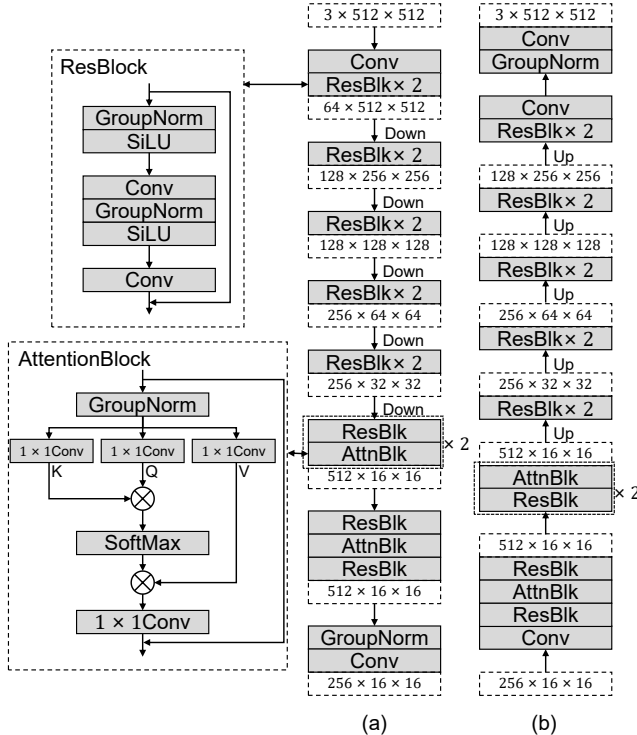 ResBlock
GroupNorm
SiLU
Conv
GroupNorm
SiLU
Conv
AttentionBlock
GroupNorm
1 × 1Conv 1 × 1Conv 1 × 1Conv
K Q V
SoftMax
1 × 1Conv
3 × 512 × 512
Conv
ResBlk× 2
64 × 512 × 512
Down
ResBlk× 2
128 × 256 × 256
Down
ResBlk× 2
128 × 128 × 128
Down
ResBlk× 2
256 × 64 × 64
Down
ResBlk× 2
256 × 32 × 32
Down
ResBlk
AttnBlk
× 2
512 × 16 × 16
ResBlk
AttnBlk
ResBlk
512 × 16 × 16
GroupNorm
Conv
256 × 16 × 16
(a)
3 × 512 × 512
Conv
GroupNorm
Conv
ResBlk× 2
Up
128 × 256 × 256
ResBlk× 2
Up
128 × 128 × 128
ResBlk× 2
Up
256 × 64 × 64
ResBlk× 2
Up
256 × 32 × 32
ResBlk× 2
Up
512 × 16 × 16
AttnBlk
ResBlk
× 2
512 × 16 × 16
ResBlk
AttnBlk
ResBlk
Conv
256 × 16 × 16
(b)